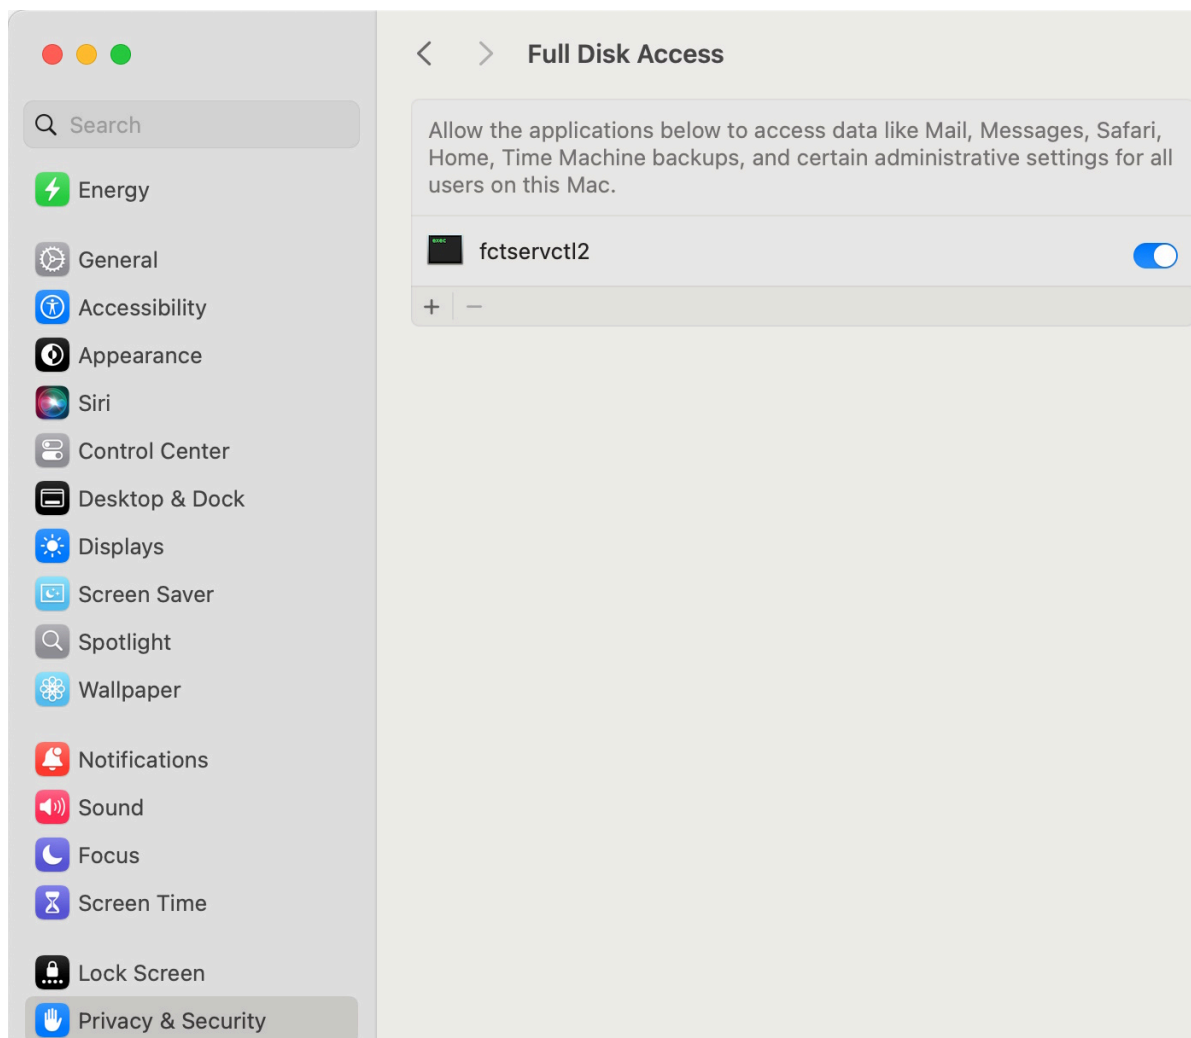 Full Disk Access
Search
Allow the applications below to access data like Mail, Messages, Safari,
Home, Time Machine backups, and certain administrative settings for all
users on this Mac.
exec
fctservctl2
Energy
General
Accessibility
Appearance
Siri
Control Center
Desktop & Dock
Displays
Screen Saver
Spotlight
Wallpaper
Notifications
Sound
Focus
Screen Time
Lock Screen
Privacy & Security